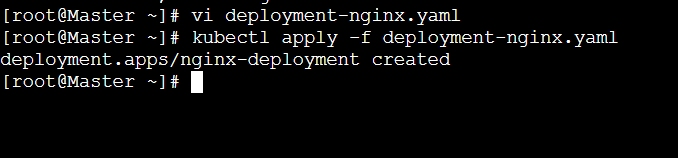 [root@Master ~]# vi deployment-nginx.yaml
[root@Master ~]# kubectl apply -f deployment-nginx.yaml
deployment.apps/nginx-deployment created
[root@Master ~]#